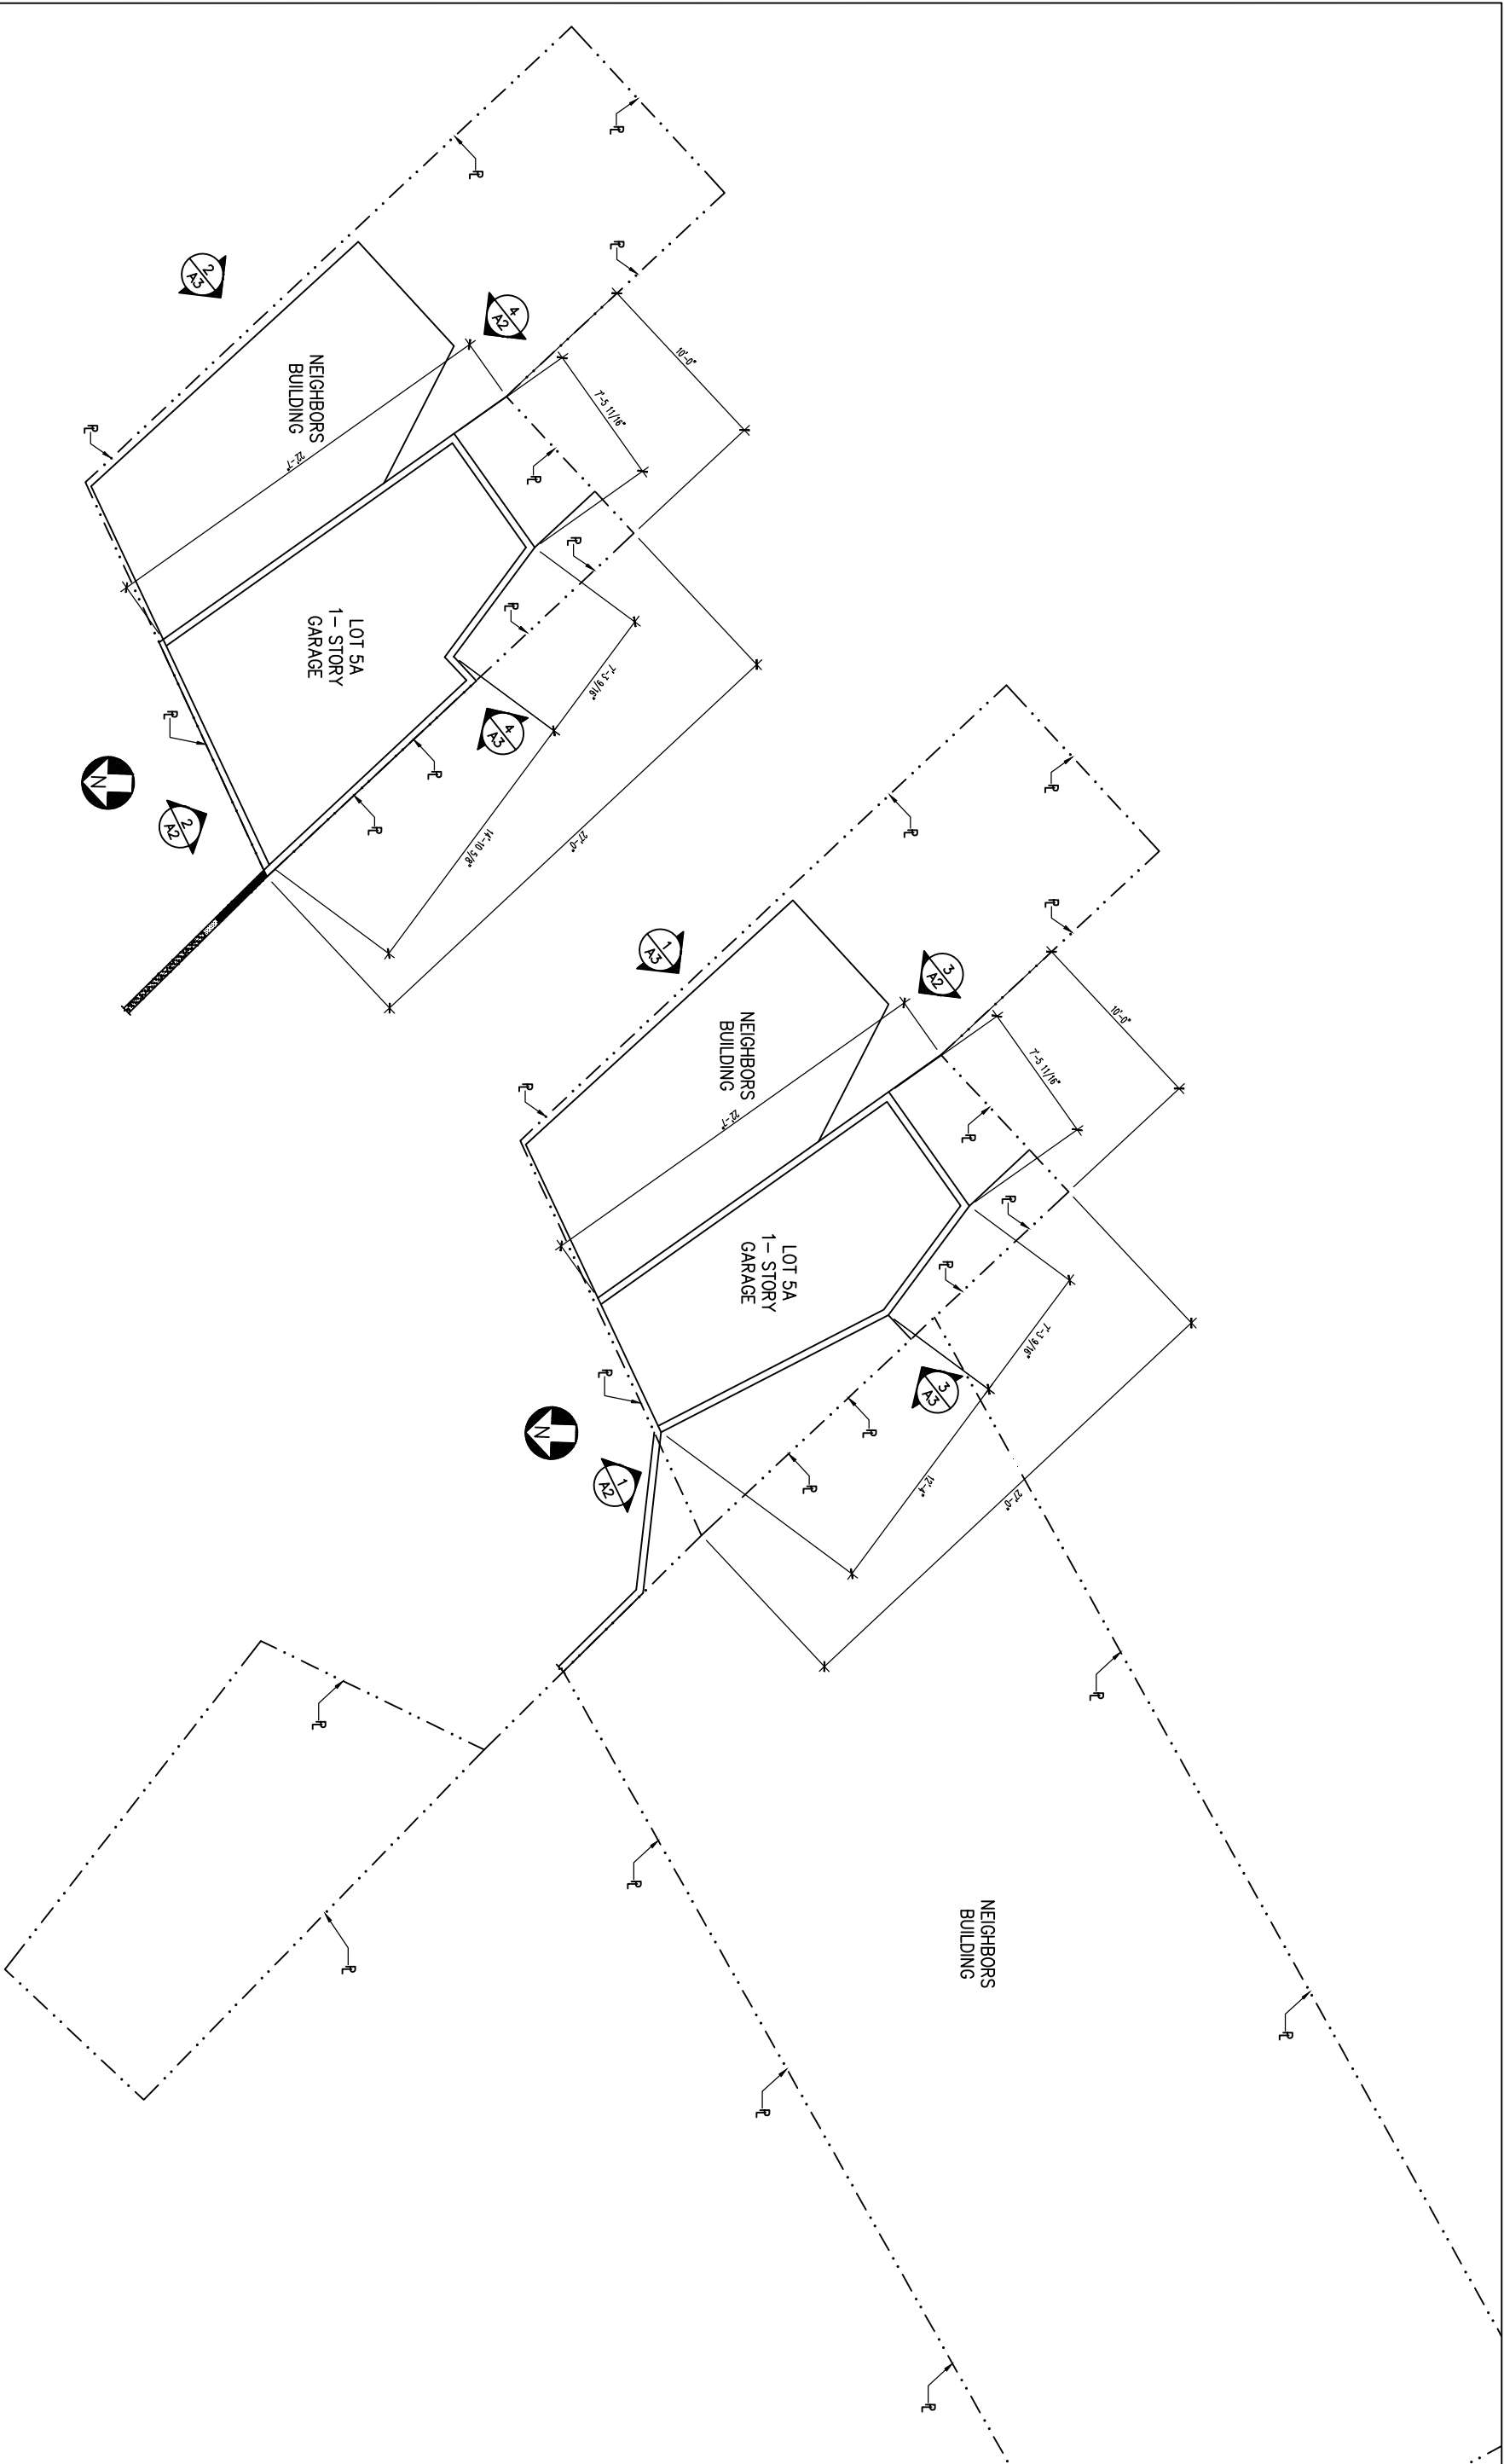 ℄
℄
℄
10'-0"
7'-5 11/16"
2
A3
4
A2
NEIGHBORS
BUILDING
22'-7"
℄
℄
℄
℄
LOT 5A
1- STORY
GARAGE
7'-3 9/16"
4
A3
℄
℄
℄
14'-10 5/8"
27'-0"
N
2
A2
℄
℄
℄
10'-0"
7'-5 11/16"
1
A3
3
A2
NEIGHBORS
BUILDING
22'-7"
℄
℄
℄
℄
LOT 5A
1- STORY
GARAGE
7'-3 9/16"
3
A3
℄
℄
℄
12'-4"
27'-0"
N
1
A2
℄
℄
℄
℄
NEIGHBORS
BUILDING
℄
℄
℄